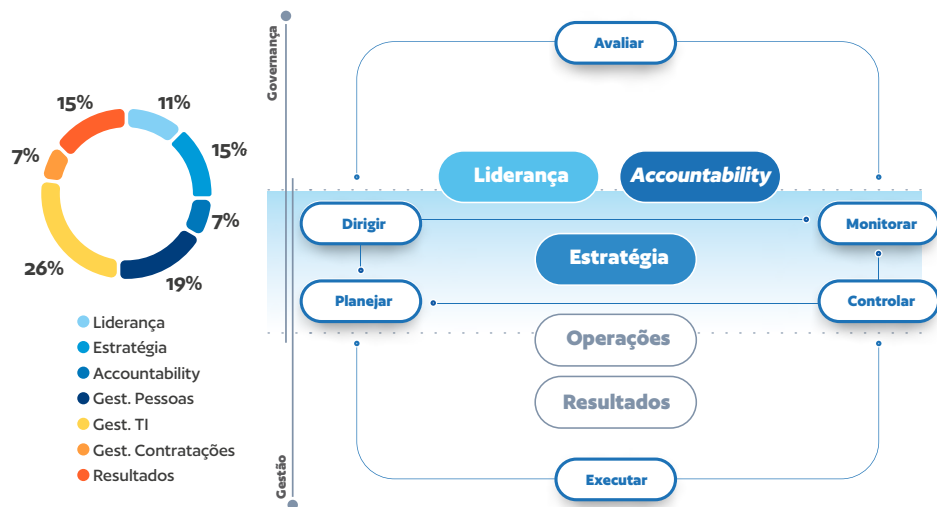 15%
11%
15%
7%
7%
26%
19%
Liderança
Estratégia
Accountability
Gest. Pessoas
Gest. TI
Gest. Contratações
Resultados
Governança
Avaliar
Liderança
Accountability
Dirigir
Monitorar
Estratégia
Planejar
Controlar
Operações
Resultados
Gestão
Executar